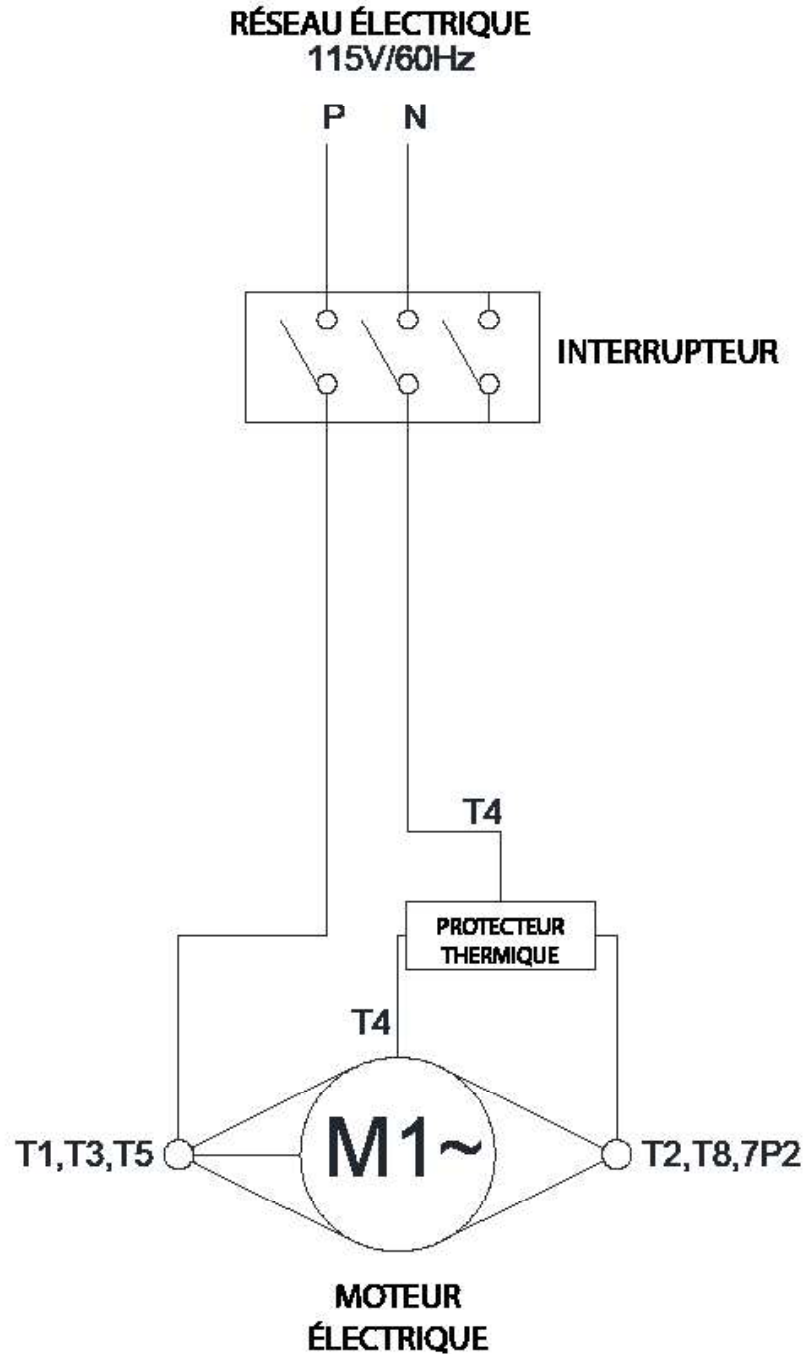 RÉSEAU ÉLECTRIQUE
115V/60Hz
P N
INTERRUPTEUR
T4
PROTECTEUR
THERMIQUE
T4
T1,T3,T5
M1~
T2,T8,7P2
MOTEUR
ÉLECTRIQUE